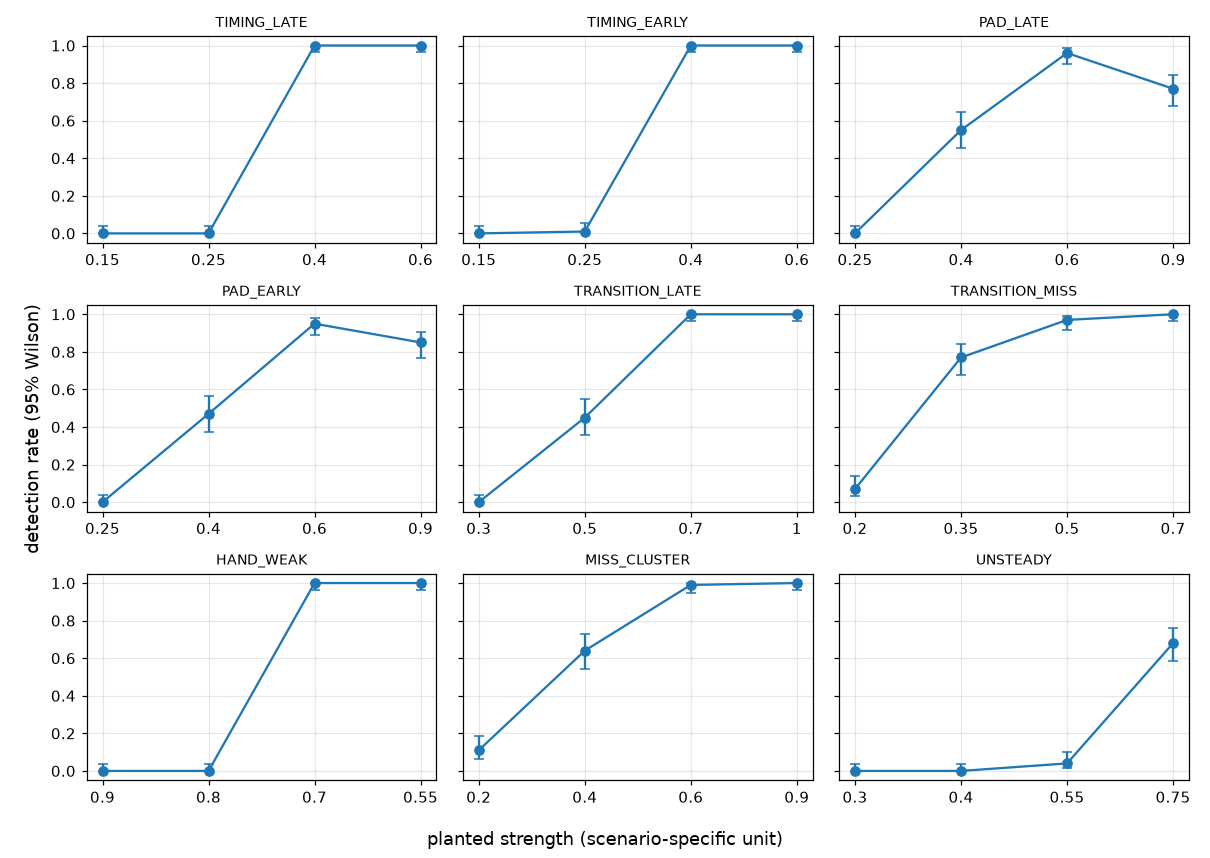 TIMING_LATE TIMING_EARLY PAD_LATE
1.0
0.8
0.6
0.4
0.2
0.0
0.15 0.25 0.4 0.6 0.15 0.25 0.4 0.6 0.25 0.4 0.6 0.9
PAD_EARLY TRANSITION_LATE TRANSITION_MISS
1.0
0.8
0.6
0.4
0.2
0.0
0.25 0.4 0.6 0.9 0.3 0.5 0.7 1 0.2 0.35 0.5 0.7
HAND_WEAK MISS_CLUSTER UNSTEADY
1.0
0.8
0.6
0.4
0.2
0.0
0.9 0.8 0.7 0.55 0.2 0.4 0.6 0.9 0.3 0.4 0.55 0.75
detection rate (95% Wilson)
planted strength (scenario-specific unit)